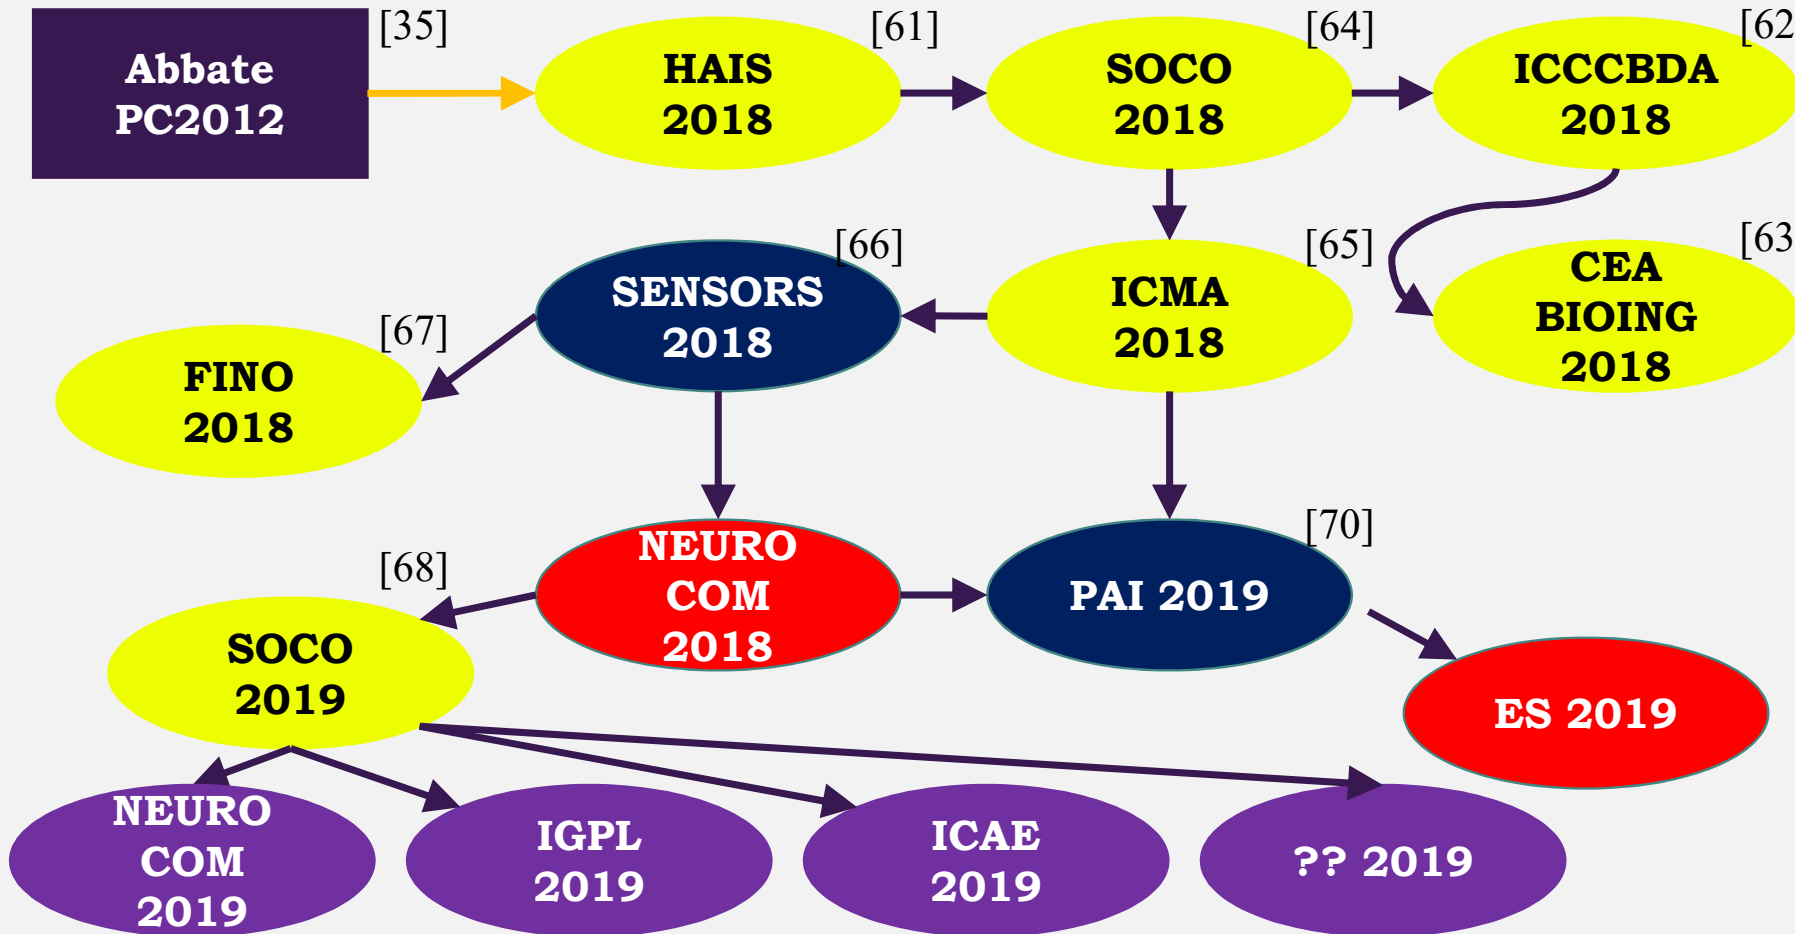 Abbate
PC2012
[35]
HAIS
2018
[61]
SOCO
2018
[64]
ICCCBDA
2018
[62
SENSORS
2018
[66]
ICMA
2018
[65]
CEA
BIOING
2018
[63
FINO
2018
[67]
NEURO
COM
2018
PAI 2019
[70]
[68]
SOCO
2019
ES 2019
NEURO
COM
2019
IGPL
2019
ICAE
2019
?? 2019